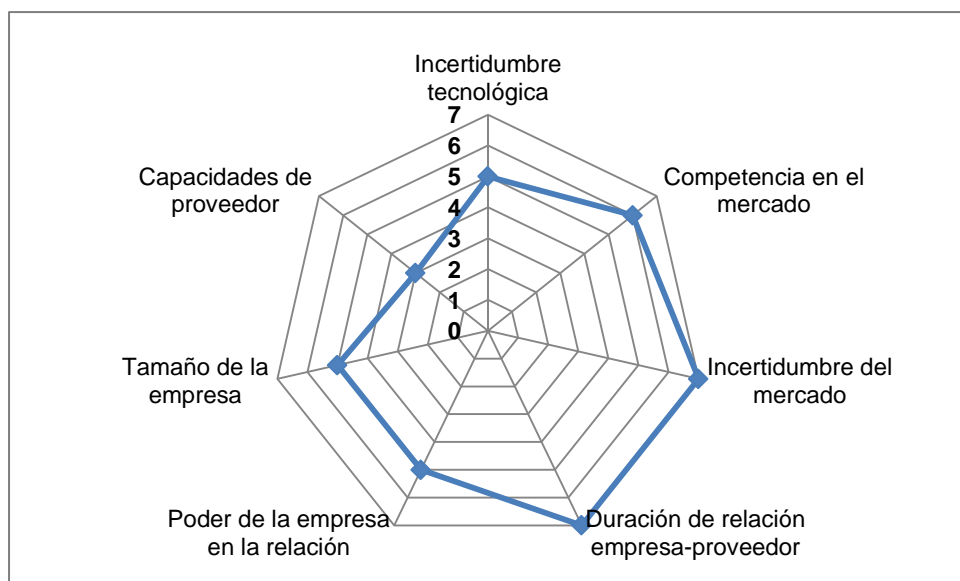 Incertidumbre
tecnológica
7
6
5
4
3
2
1
0
Competencia en el
mercado
Incertidumbre del
mercado
Duración de relación
empresa-proveedor
Poder de la empresa
en la relación
Tamaño de la
empresa
Capacidades de
proveedor